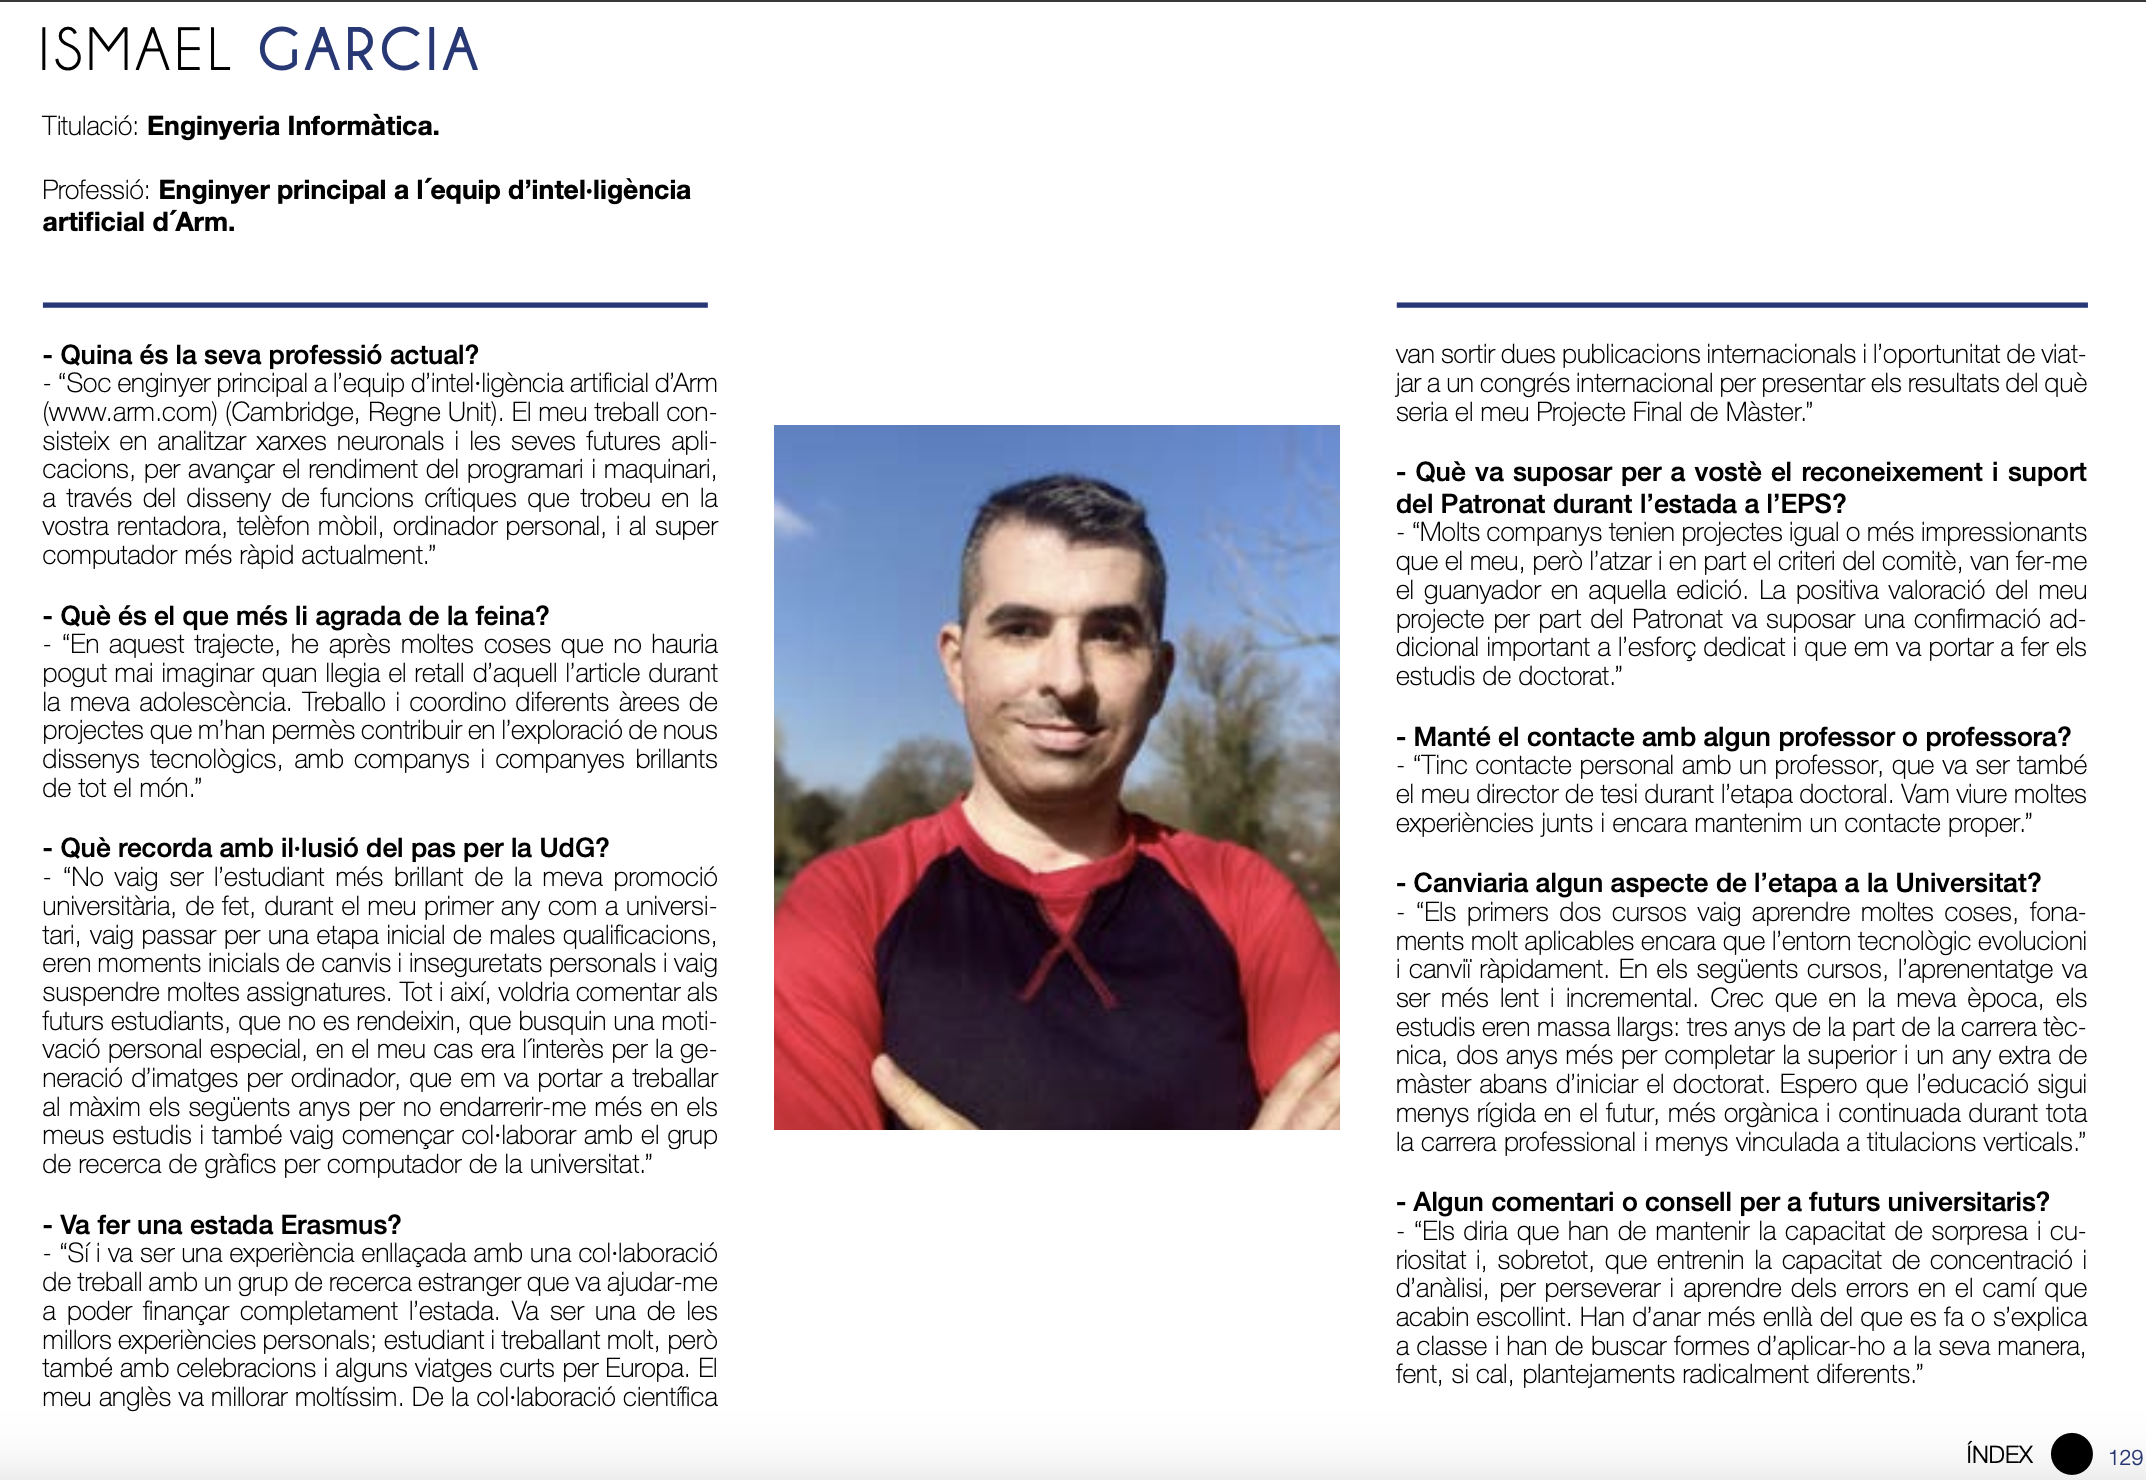 ISMAEL GARCIA
Titulació: Enginyeria Informàtica.
Professió: Enginyer principal a l´equip d’intel·ligència
artificial d´Arm.
- Quina és la seva professió actual?
- “Soc enginyer principal a l’equip d’intel·ligència artificial d’Arm
(www.arm.com) (Cambridge, Regne Unit). El meu treball con-
sisteix en analitzar xarxes neuronals i les seves futures apli-
cacions, per avançar el rendiment del programari i maquinari,
a través del disseny de funcions crítiques que trobeu en la
vostra rentadora, telèfon mòbil, ordinador personal, i al super
computador més ràpid actualment.”
- Què és el que més li agrada de la feina?
- “En aquest trajecte, he après moltes coses que no hauria
pogut mai imaginar quan llegia el retall d’aquell l’article durant
la meva adolescència. Treballo i coordino diferents àrees de
projectes que m’han permès contribuir en l’exploració de nous
dissenys tecnològics, amb companys i companyes brillants
de tot el món.”
- Què recorda amb il·lusió del pas per la UdG?
- “No vaig ser l’estudiant més brillant de la meva promoció
universitària, de fet, durant el meu primer any com a universi-
tari, vaig passar per una etapa inicial de males qualificacions,
eren moments inicials de canvis i inseguretats personals i vaig
suspendre moltes assignatures. Tot i així, voldria comentar als
futurs estudiants, que no es rendeixin, que busquin una moti-
vació personal especial, en el meu cas era l´interès per la ge-
neració d’imatges per ordinador, que em va portar a treballar
al màxim els següents anys per no endarrerir-me més en els
meus estudis i també vaig començar col·laborar amb el grup
de recerca de gràfics per computador de la universitat.”
- Va fer una estada Erasmus?
- “Sí i va ser una experiència enllaçada amb una col·laboració
de treball amb un grup de recerca estranger que va ajudar-me
a poder finançar completament l’estada. Va ser una de les
millors experiències personals; estudiant i treballant molt, però
també amb celebracions i alguns viatges curts per Europa. El
meu anglès va millorar moltíssim. De la col·laboració científica
van sortir dues publicacions internacionals i l’oportunitat de viat-
jar a un congrés internacional per presentar els resultats del què
seria el meu Projecte Final de Màster.”
- Què va suposar per a vostè el reconeixement i suport
del Patronat durant l’estada a l’EPS?
- “Molts companys tenien projectes igual o més impressionants
que el meu, però l’atzar i en part el criteri del comitè, van fer-me
el guanyador en aquella edició. La positiva valoració del meu
projecte per part del Patronat va suposar una confirmació ad-
dicional important a l’esforç dedicat i que em va portar a fer els
estudis de doctorat.”
- Manté el contacte amb algun professor o professora?
- “Tinc contacte personal amb un professor, que va ser també
el meu director de tesi durant l’etapa doctoral. Vam viure moltes
experiències junts i encara mantenim un contacte proper.”
- Canviaria algun aspecte de l’etapa a la Universitat?
- “Els primers dos cursos vaig aprendre moltes coses, fona-
ments molt aplicables encara que l’entorn tecnològic evolucioni
i canvïi ràpidament. En els següents cursos, l’aprenentatge va
ser més lent i incremental. Crec que en la meva època, els
estudis eren massa llargs: tres anys de la part de la carrera tèc-
nica, dos anys més per completar la superior i un any extra de
màster abans d’iniciar el doctorat. Espero que l’educació sigui
menys rígida en el futur, més orgànica i continuada durant tota
la carrera professional i menys vinculada a titulacions verticals.”
- Algun comentari o consell per a futurs universitaris?
- “Els diria que han de mantenir la capacitat de sorpresa i cu-
riositat i, sobretot, que entrenin la capacitat de concentració i
d’anàlisi, per perseverar i aprendre dels errors en el camí que
acabin escollint. Han d’anar més enllà del que es fa o s’explica
a classe i han de buscar formes d’aplicar-ho a la seva manera,
fent, si cal, plantejaments radicalment diferents.”
ÍNDEX 129